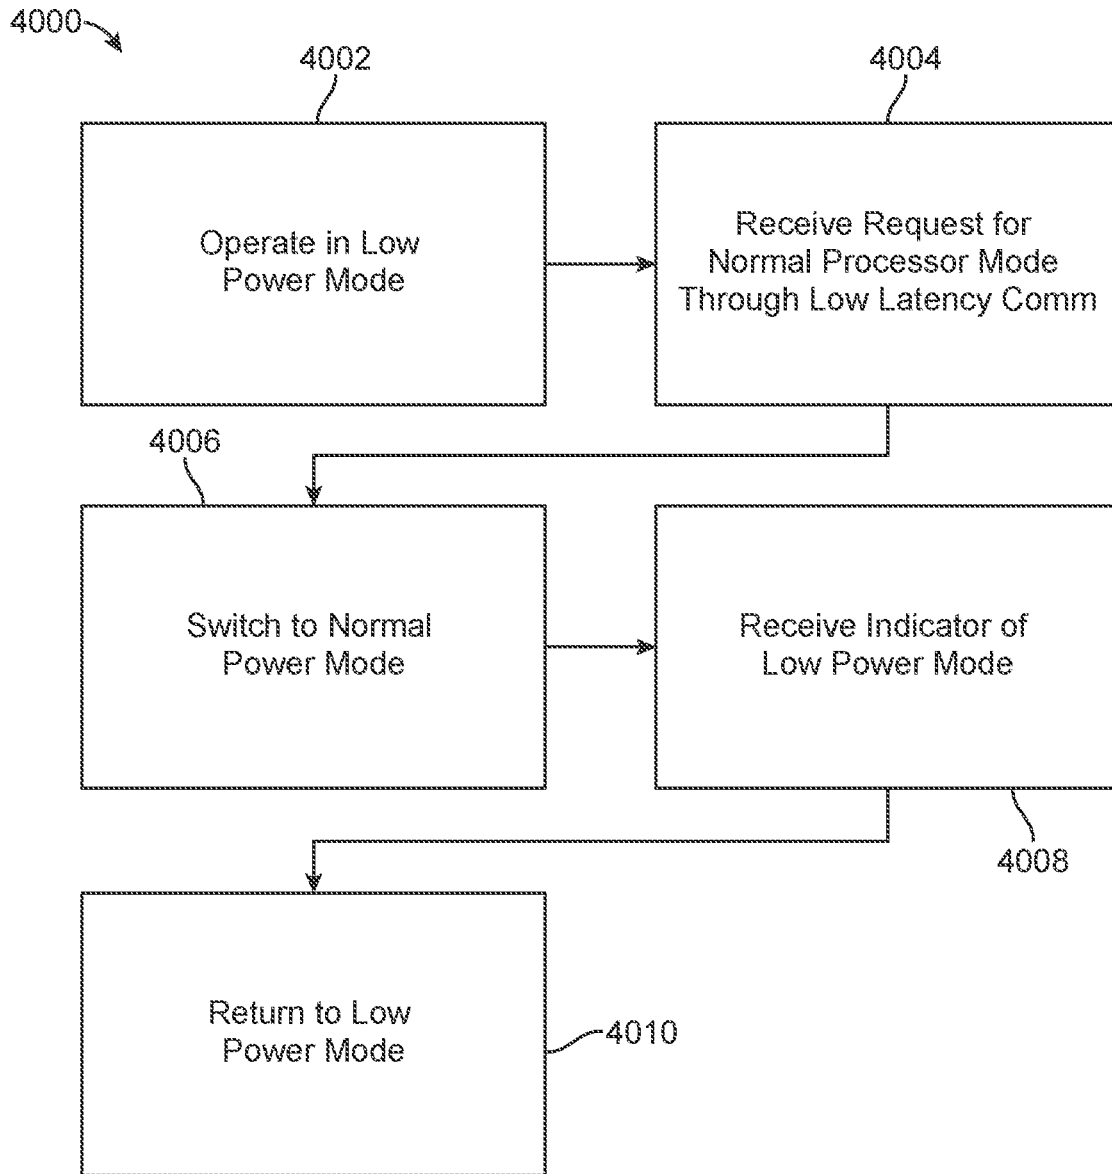 4000
4002
4004
Operate in Low
Power Mode
Receive Request for
Normal Processor Mode
Through Low Latency Comm
4006
Switch to Normal
Power Mode
Receive Indicator of
Low Power Mode
4008
Return to Low
Power Mode
4010